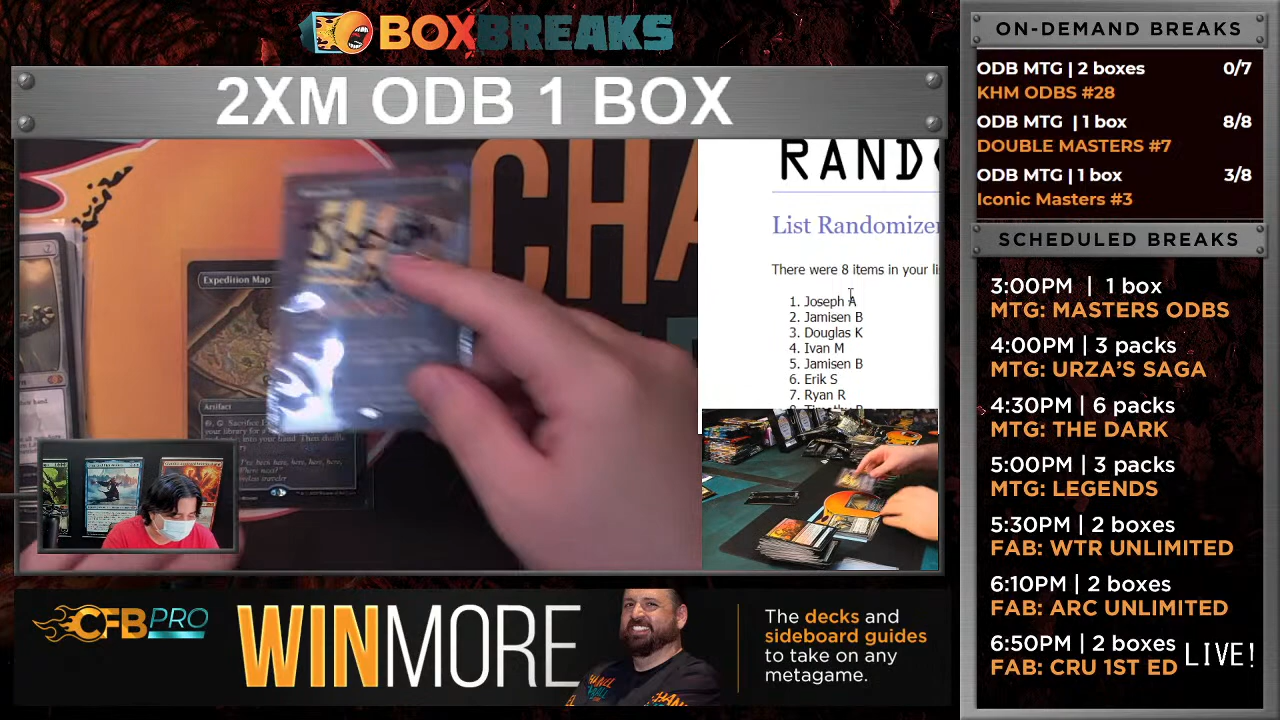 BOXBREAKS
2XM ODB 1 BOX
CHA
Expedition Map
Artifact
RAND
List Randomizer
There were 8 items in your li
1. Joseph A
2. Jamisen B
3. Douglas K
4. Ivan M
5. Jamisen B
6. Erik S
7. Ryan R
CFB PRO
WINMORE
The decks and
sideboard guides
to take on any
metagame.
ON-DEMAND BREAKS
ODB MTG | 2 boxes 0/7
KHM ODBS #28
ODB MTG | 1 box 8/8
DOUBLE MASTERS #7
ODB MTG | 1 box 3/8
Iconic Masters #3
SCHEDULED BREAKS
3:00PM | 1 box
MTG: MASTERS ODBS
4:00PM | 3 packs
MTG: URZA'S SAGA
4:30PM | 6 packs
MTG: THE DARK
5:00PM | 3 packs
MTG: LEGENDS
5:30PM | 2 boxes
FAB: WTR UNLIMITED
6:10PM | 2 boxes
FAB: ARC UNLIMITED
6:50PM | 2 boxes
FAB: CRU 1ST ED
LIVE!